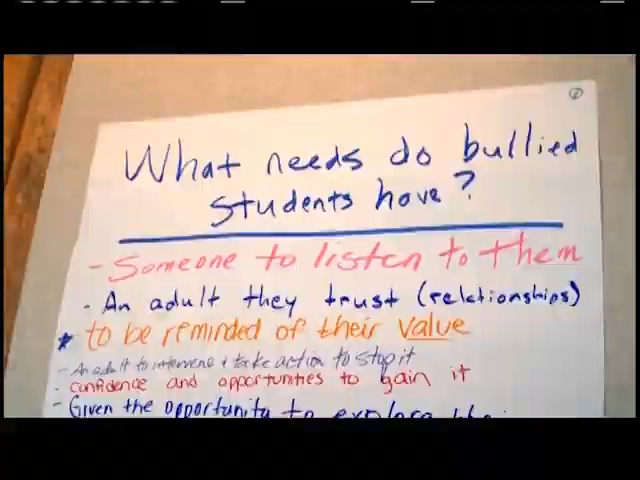 What needs do bullied
students have?
- Someone to listen to them
- An adult they trust (relationships)
* to be reminded of their value
- An adult to intervene + take action to stop it
- confidence and opportunities to gain it
- Given the opportunity to explore